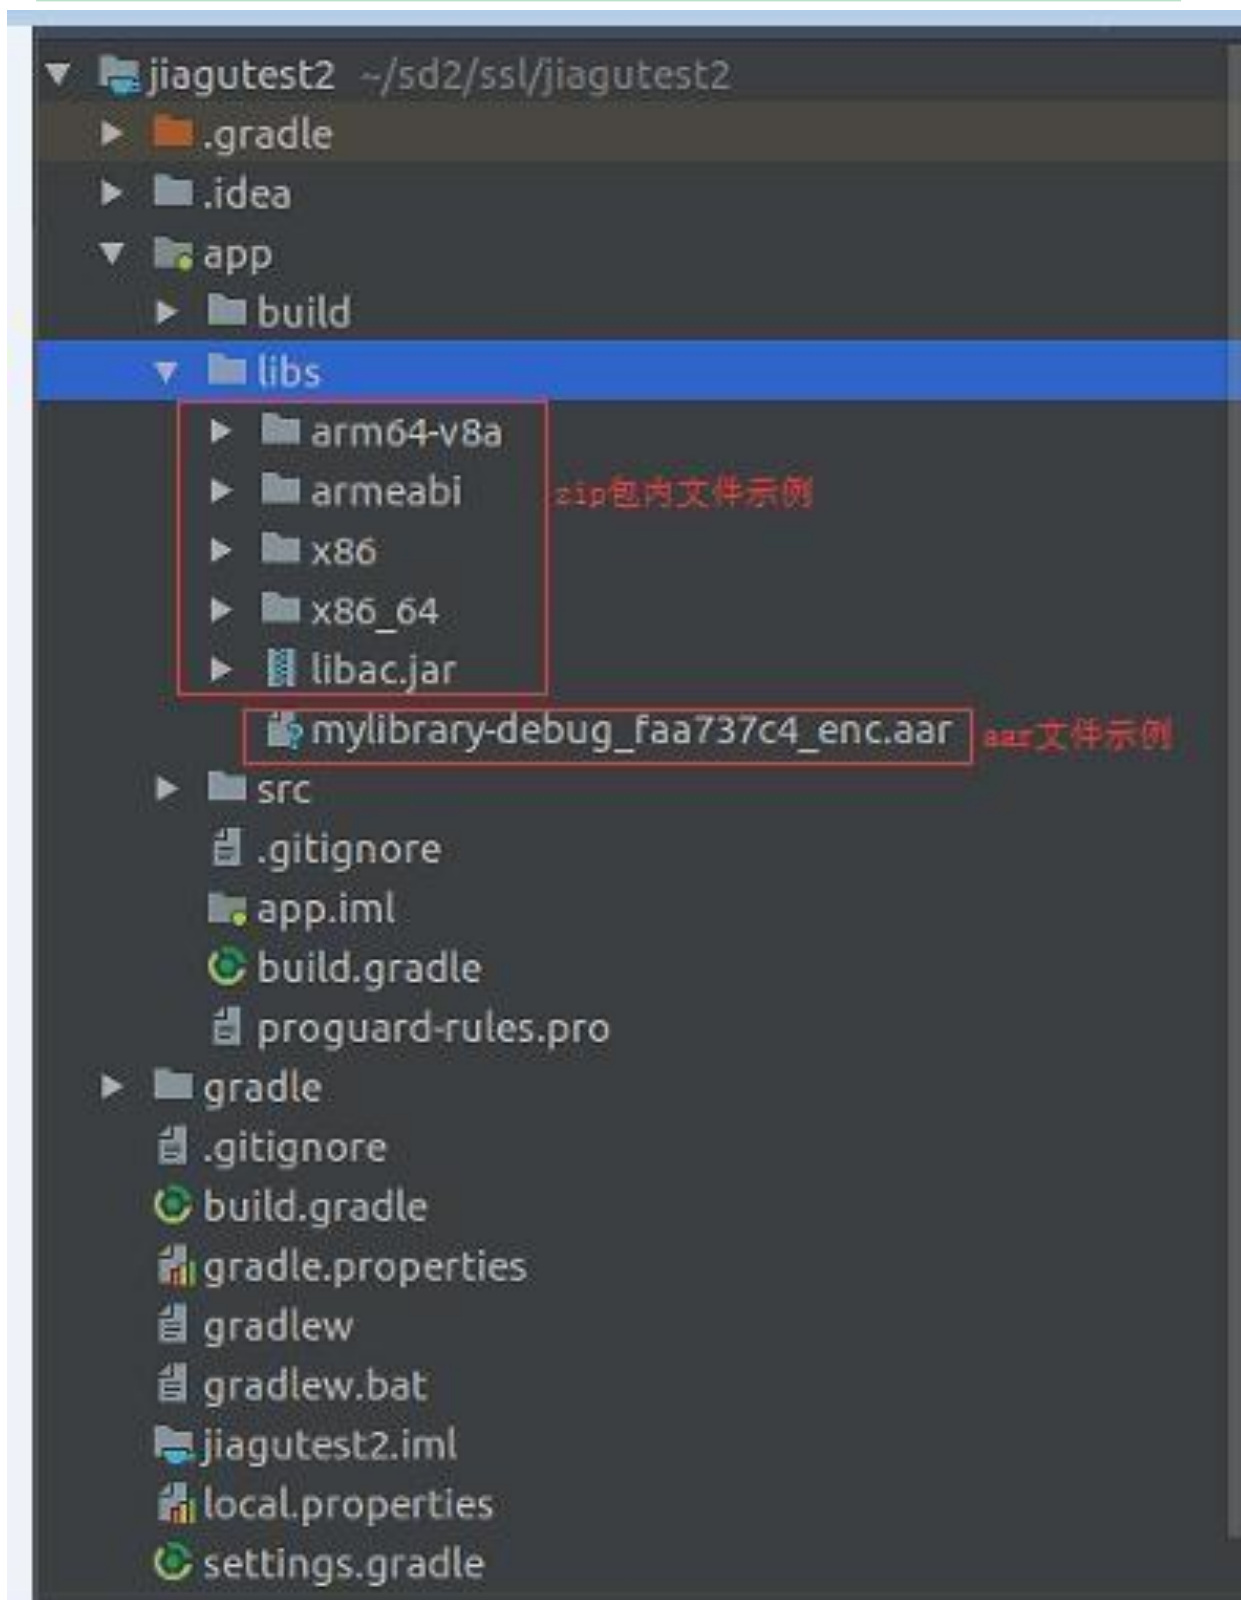 jiagutest2 ~/sd2/ssl/jiagutest2
.gradle
.idea
app
build
libs
arm64-v8a
armeabi zip包内文件示例
x86
x86_64
libac.jar
mylibrary-debug_faa737c4_enc.aar aar文件示例
src
.gitignore
app.iml
build.gradle
proguard-rules.pro
gradle
.gitignore
build.gradle
gradle.properties
gradlew
gradlew.bat
jiagutest2.iml
local.properties
settings.gradle